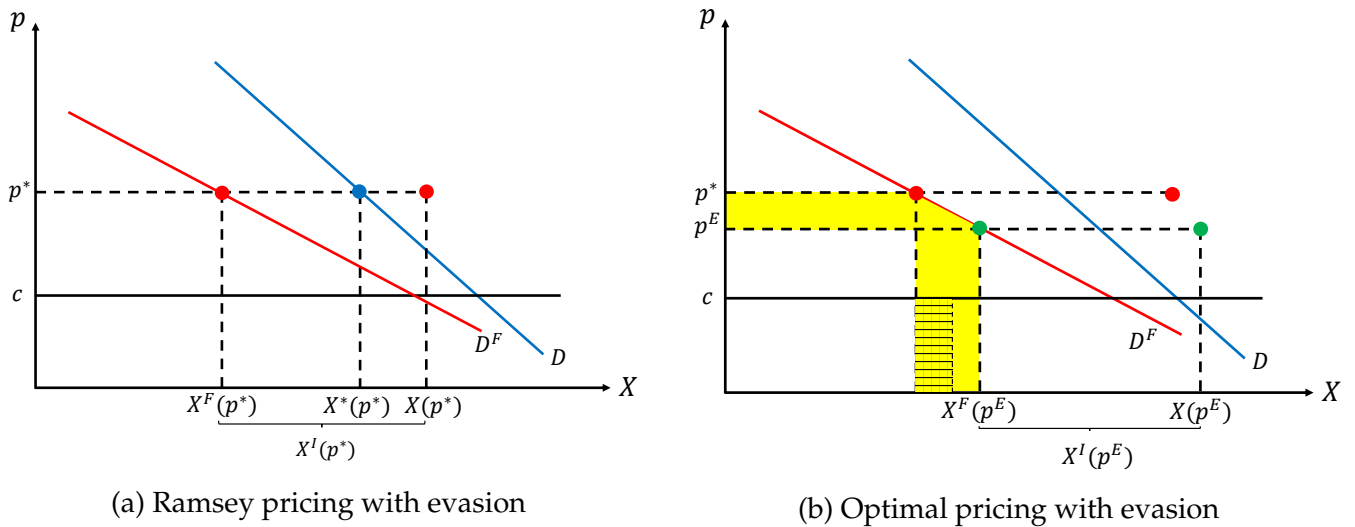 p
p*
c
D^F
D
X
X^F(p*)
X*(p*)
X(p*)
X^I(p*)
(a) Ramsey pricing with evasion
p
p*
p^E
c
D^F
D
X
X^F(p^E)
X(p^E)
X^I(p^E)
(b) Optimal pricing with evasion